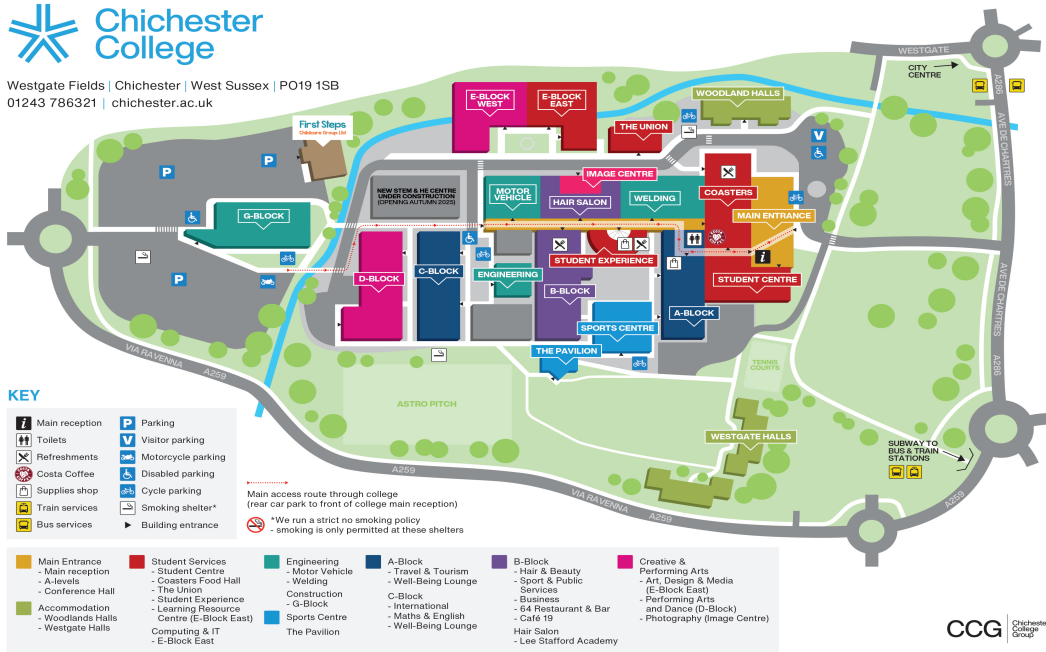 Chichester
College
Westgate Fields | Chichester | West Sussex | PO19 1SB
01243 786321 | chichester.ac.uk
WESTGATE
CITY
CENTRE
A286
AVE DE CHARTRES
WOODLAND HALLS
E-BLOCK
WEST
E-BLOCK
EAST
THE UNION
First Steps
Childcare Group Ltd
V
P
P
IMAGE CENTRE
COASTERS
MOTOR
VEHICLE
HAIR SALON
WELDING
NEW STEM & HE CENTRE
UNDER CONSTRUCTION
(OPENING AUTUMN 2025)
G-BLOCK
MAIN ENTRANCE
i
STUDENT EXPERIENCE
D-BLOCK
C-BLOCK
ENGINEERING
P
STUDENT CENTRE
B-BLOCK
A-BLOCK
AVE DE CHARTRES
SPORTS CENTRE
THE PAVILION
VIA RAVENNA
A259
TENNIS
COURTS
A286
ASTRO PITCH
WESTGATE HALLS
SUBWAY TO
BUS & TRAIN
STATIONS
A259
VIA RAVENNA
A259
A259
KEY
i Main reception
Toilets
Refreshments
Costa Coffee
Supplies shop
Train services
Bus services
P Parking
V Visitor parking
Motorcycle parking
Disabled parking
Cycle parking
Smoking shelter*
Building entrance
Main access route through college
(rear car park to front of college main reception)
*We run a strict no smoking policy
- smoking is only permitted at these shelters
Main Entrance
- Main reception
- A-levels
- Conference Hall
Accommodation
- Woodlands Halls
- Westgate Halls
Student Services
- Student Centre
- Coasters Food Hall
- The Union
- Student Experience
- Learning Resource
Centre (E-Block East)
Computing & IT
- E-Block East
Engineering
- Motor Vehicle
- Welding
Construction
- G-Block
Sports Centre
The Pavilion
A-Block
- Travel & Tourism
- Well-Being Lounge
C-Block
- International
- Maths & English
- Well-Being Lounge
B-Block
- Hair & Beauty
- Sport & Public
Services
- Business
- 64 Restaurant & Bar
- Café 19
Hair Salon
- Lee Stafford Academy
Creative &
Performing Arts
- Art, Design & Media
(E-Block East)
- Performing Arts
and Dance (D-Block)
- Photography (Image Centre)
CCG
Chicheste
College
Group